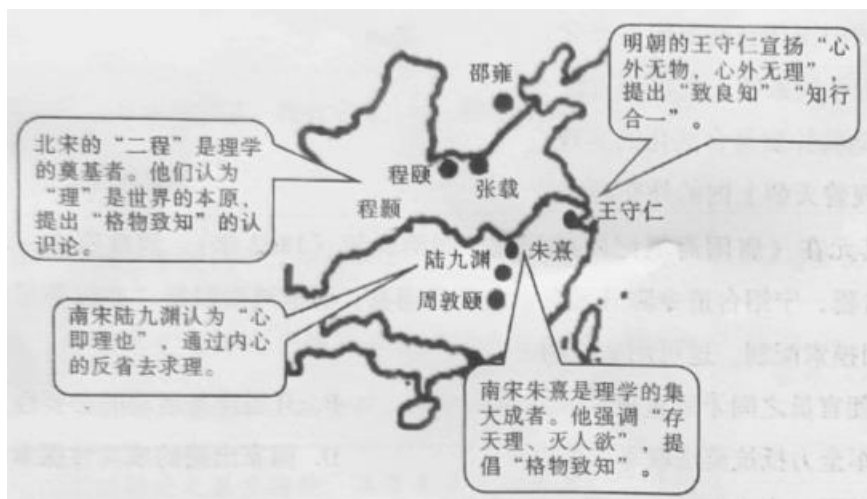 明朝的王守仁宣扬“心
外无物，心外无理”，
提出“致良知”“知行
合一”。
邵雍
北宋的“二程”是理学
的奠基者。他们认为
“理”是世界的本原，
提出“格物致知”的认
识论。
程颐
张载
程颢
王守仁
朱熹
陆九渊
周敦颐
南宋陆九渊认为“心
即理也”，通过内心
的反省去求理。
南宋朱熹是理学的集
大成者。他强调“存
天理、灭人欲”，提
倡“格物致知”。